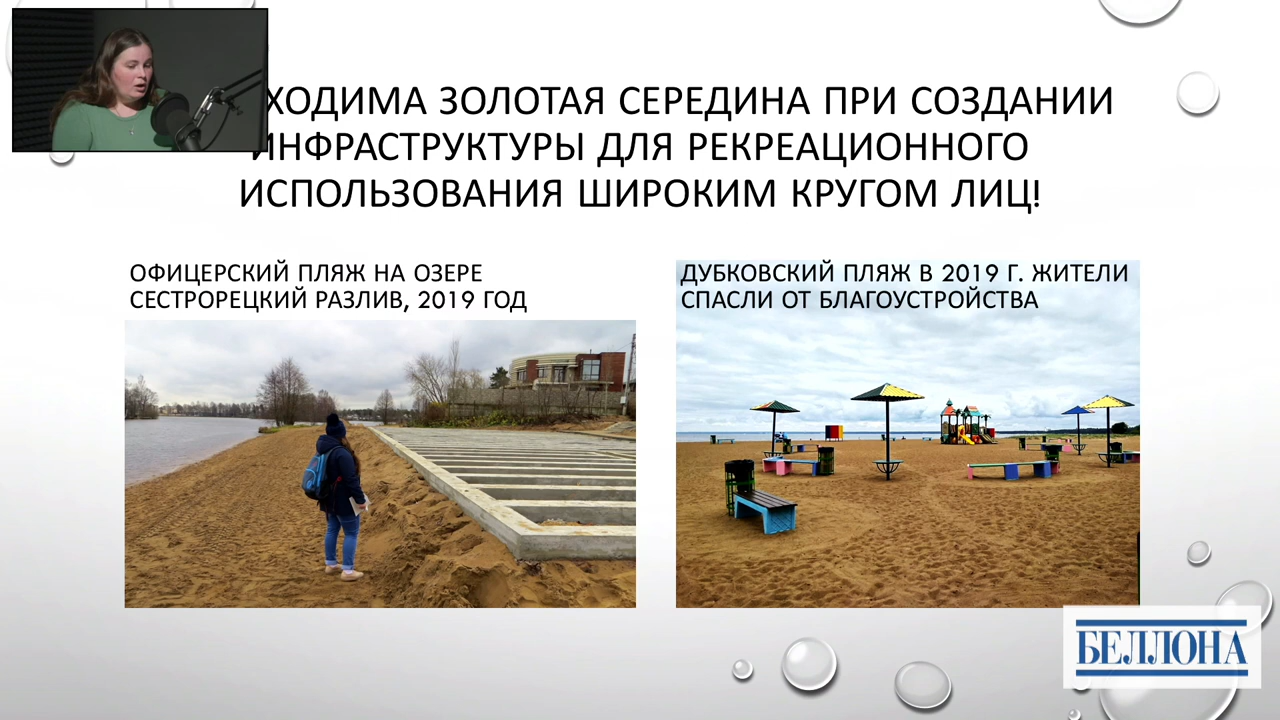 ХОДИМА ЗОЛОТАЯ СЕРЕДИНА ПРИ СОЗДАНИИ
ИНФРАСТРУКТУРЫ ДЛЯ РЕКРЕАЦИОННОГО
ИСПОЛЬЗОВАНИЯ ШИРОКИМ КРУГОМ ЛИЦ!
ОФИЦЕРСКИЙ ПЛЯЖ НА ОЗЕРЕ
СЕСТРОРЕЦКИЙ РАЗЛИВ, 2019 ГОД
ДУБКОВСКИЙ ПЛЯЖ В 2019 Г. ЖИТЕЛИ
СПАСЛИ ОТ БЛАГОУСТРОЙСТВА
БЕЛЛОНА